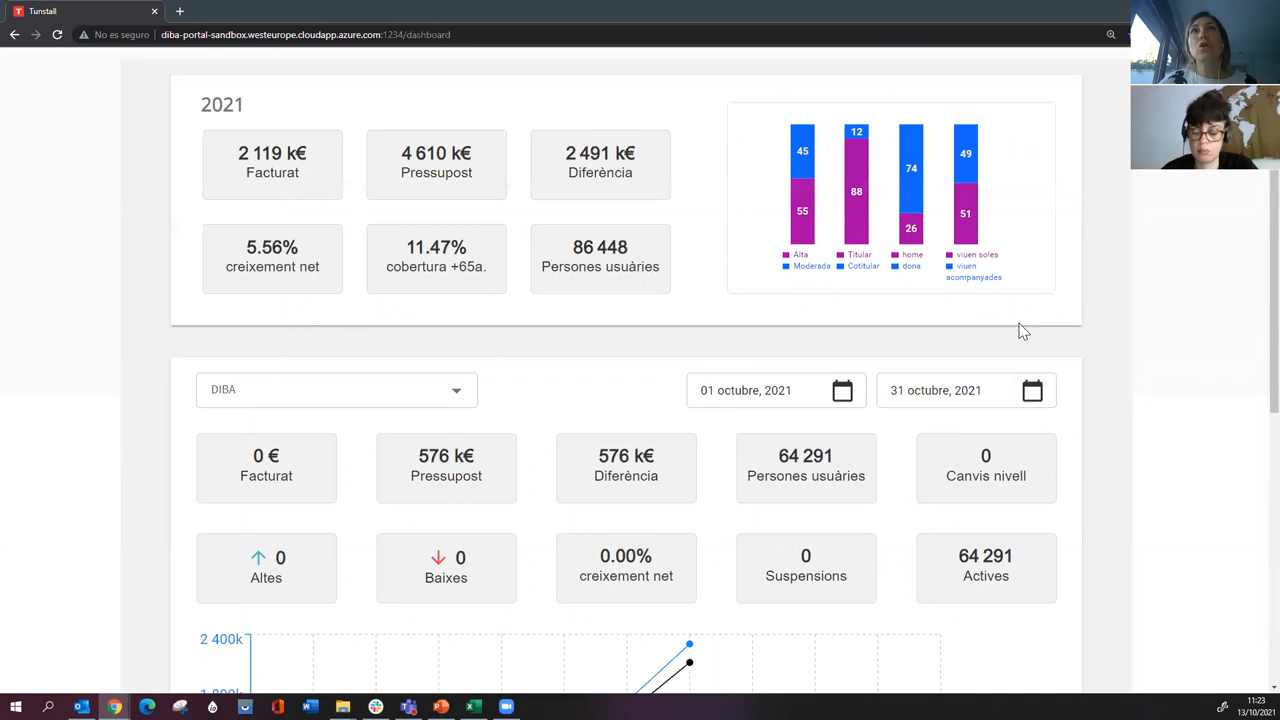 Tunstall
No es seguro
diba-portal-sandbox.westeurope.cloudapp.azure.com:1234/dashboard
2021
2 119 k€
Facturat
4 610 k€
Pressupost
2 491 k€
Diferència
5.56%
creixement net
11.47%
cobertura +65a.
86 448
Persones usuàries
45
55
12
88
74
26
49
51
Alta
Moderada
Titular
Cotitular
home
dona
viuen soles
viuen
acompanyades
DIBA
01 octubre, 2021
31 octubre, 2021
0 €
Facturat
576 k€
Pressupost
576 k€
Diferència
64 291
Persones usuàries
0
Canvis nivell
0
Altes
0
Baixes
0.00%
creixement net
0
Suspensions
64 291
Actives
2 400k
1 800k
11:23
13/10/2021